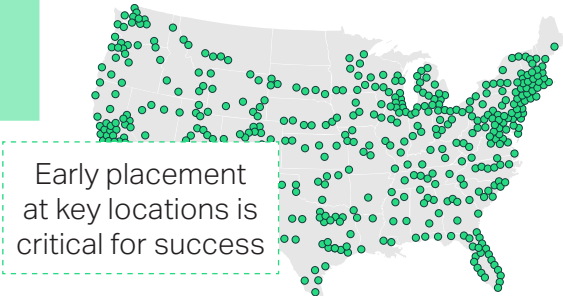 Early placement
at key locations is
critical for success